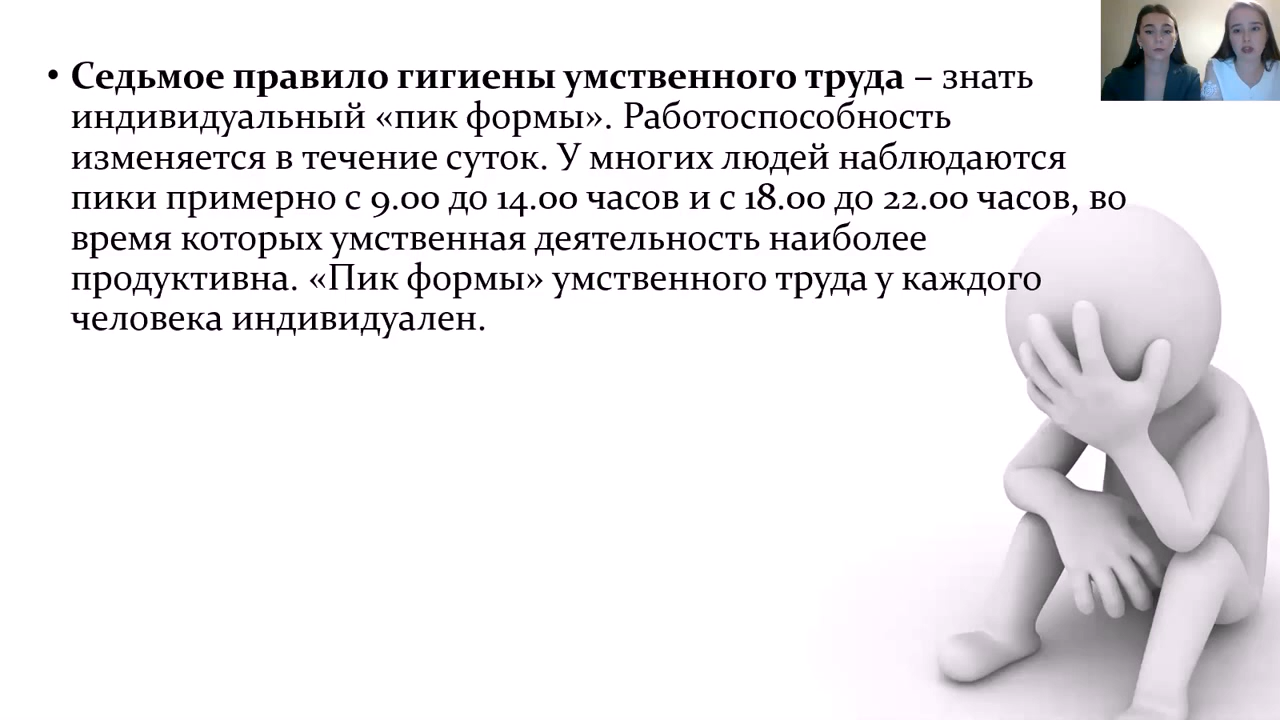 • Седьмое правило гигиены умственного труда – знать
индивидуальный «пик формы». Работоспособность
изменяется в течение суток. У многих людей наблюдаются
пики примерно с 9.00 до 14.00 часов и с 18.00 до 22.00 часов, во
время которых умственная деятельность наиболее
продуктивна. «Пик формы» умственного труда у каждого
человека индивидуален.